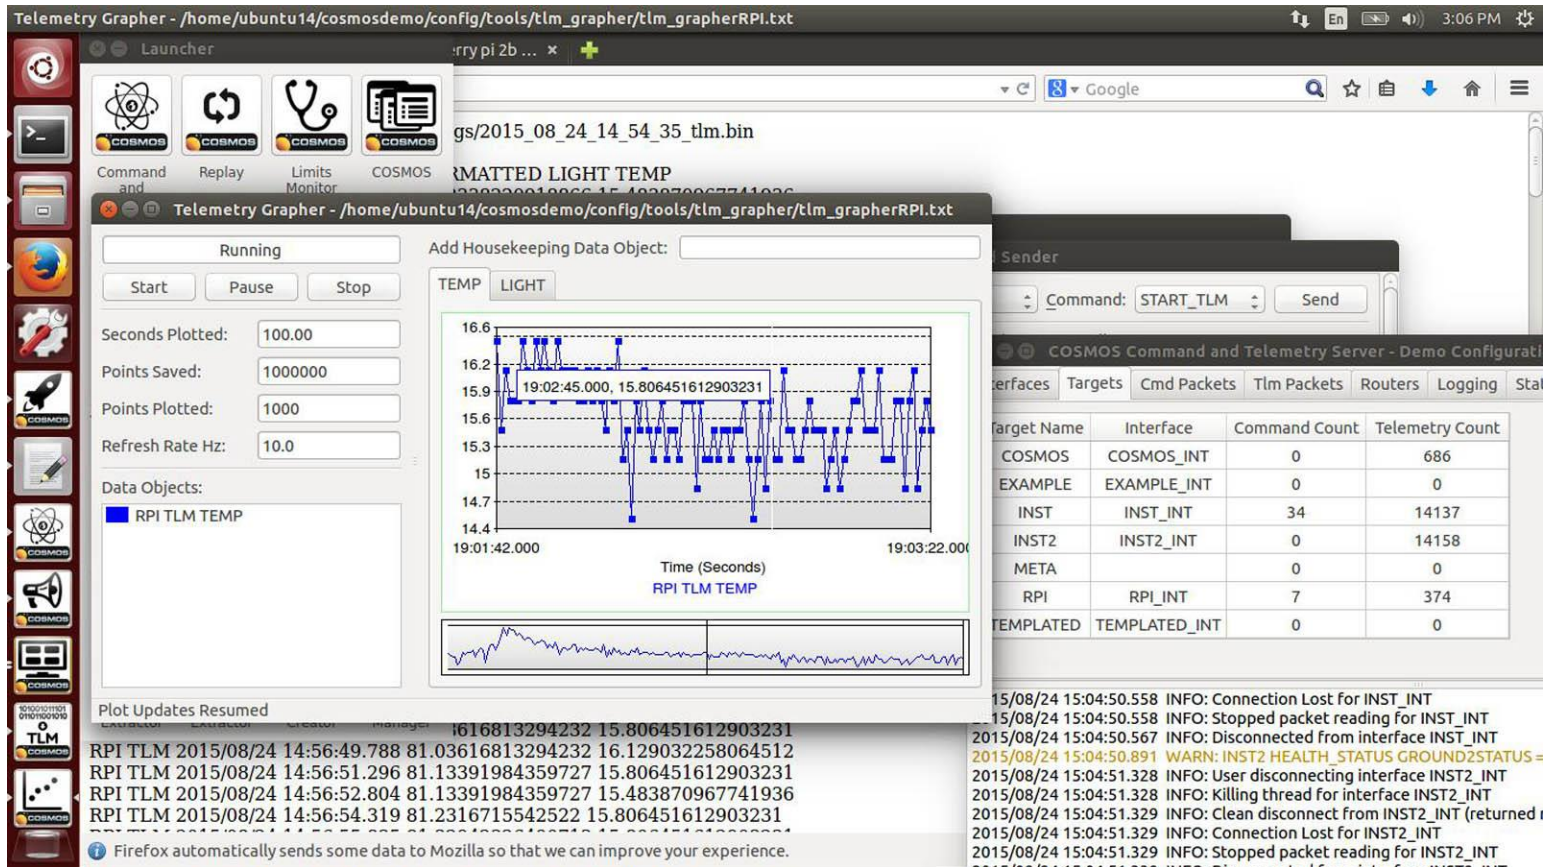 Telemetry Grapher - /home/ubuntu14/cosmosdemo/config/tools/tlm_grapher/tlm_grapherRPI.txt
En
3:06 PM
Launcher
rry pi 2b ...
Google
COSMOS
COSMOS
COSMOS
COSMOS
Command and
Replay
Limits Monitor
COSMOS
gs/2015_08_24_14_54_35_tlm.bin
RMATTED LIGHT TEMP
Telemetry Grapher - /home/ubuntu14/cosmosdemo/config/tools/tlm_grapher/tlm_grapherRPI.txt
Running
Start Pause Stop
Seconds Plotted: 100.00
Points Saved: 1000000
Points Plotted: 1000
Refresh Rate Hz: 10.0
Data Objects:
RPI TLM TEMP
Add Housekeeping Data Object:
TEMP LIGHT
16.6
16.2
15.9
15.6
15.3
15
14.7
14.4
19:02:45.000, 15.806451612903231
19:01:42.000
19:03:22.00
Time (Seconds)
RPI TLM TEMP
Plot Updates Resumed
Sender
Command: START_TLM Send
COSMOS Command and Telemetry Server - Demo Configurati
erfaces Targets Cmd Packets Tlm Packets Routers Logging Stat
Target Name Interface Command Count Telemetry Count
COSMOS COSMOS_INT 0 686
EXAMPLE EXAMPLE_INT 0 0
INST INST_INT 34 14137
INST2 INST2_INT 0 14158
META 0 0
RPI RPI_INT 7 374
TEMPLATED TEMPLATED_INT 0 0
15/08/24 15:04:50.558 INFO: Connection Lost for INST_INT
15/08/24 15:04:50.558 INFO: Stopped packet reading for INST_INT
2015/08/24 15:04:50.567 INFO: Disconnected from interface INST_INT
2015/08/24 15:04:50.891 WARN: INST2 HEALTH_STATUS GROUND2STATUS =
2015/08/24 15:04:51.328 INFO: User disconnecting interface INST2_INT
2015/08/24 15:04:51.328 INFO: Killing thread for interface INST2_INT
2015/08/24 15:04:51.329 INFO: Clean disconnect from INST2_INT (returned
2015/08/24 15:04:51.329 INFO: Connection Lost for INST2_INT
2015/08/24 15:04:51.329 INFO: Stopped packet reading for INST2_INT
3616813294232 15.806451612903231
RPI TLM 2015/08/24 14:56:49.788 81.03616813294232 16.129032258064512
RPI TLM 2015/08/24 14:56:51.296 81.13391984359727 15.806451612903231
RPI TLM 2015/08/24 14:56:52.804 81.13391984359727 15.483870967741936
RPI TLM 2015/08/24 14:56:54.319 81.2316715542522 15.806451612903231
Firefox automatically sends some data to Mozilla so that we can improve your experience.
COSMOS
COSMOS
COSMOS
COSMOS
TLM
COSMOS
COSMOS